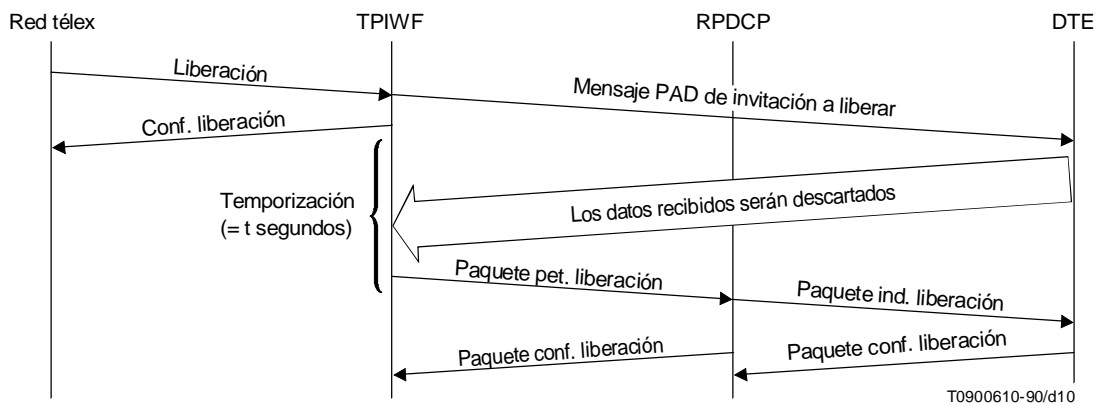 Red télex
TPIWF
RPDCP
DTE
Liberación
Mensaje PAD de invitación a liberar
Conf. liberación
Temporización
(= t segundos)
Los datos recibidos serán descartados
Paquete pet. liberación
Paquete ind. liberación
Paquete conf. liberación
Paquete conf. liberación
T0900610-90/d10